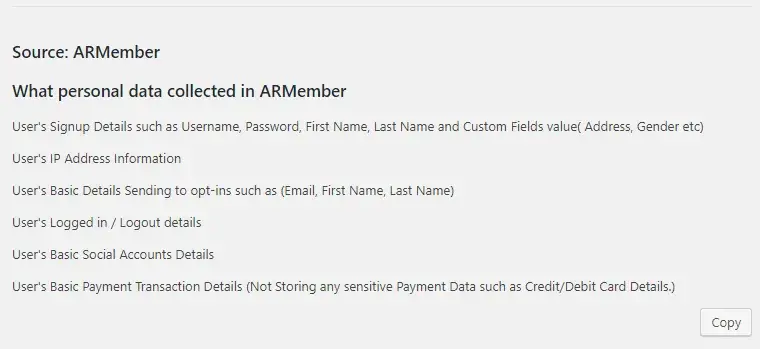 Source: ARMember
What personal data collected in ARMember
User's Signup Details such as Username, Password, First Name, Last Name and Custom Fields value( Address, Gender etc)
User's IP Address Information
User's Basic Details Sending to opt-ins such as (Email, First Name, Last Name)
User's Logged in / Logout details
User's Basic Social Accounts Details
User's Basic Payment Transaction Details (Not Storing any sensitive Payment Data such as Credit/Debit Card Details.)
Copy